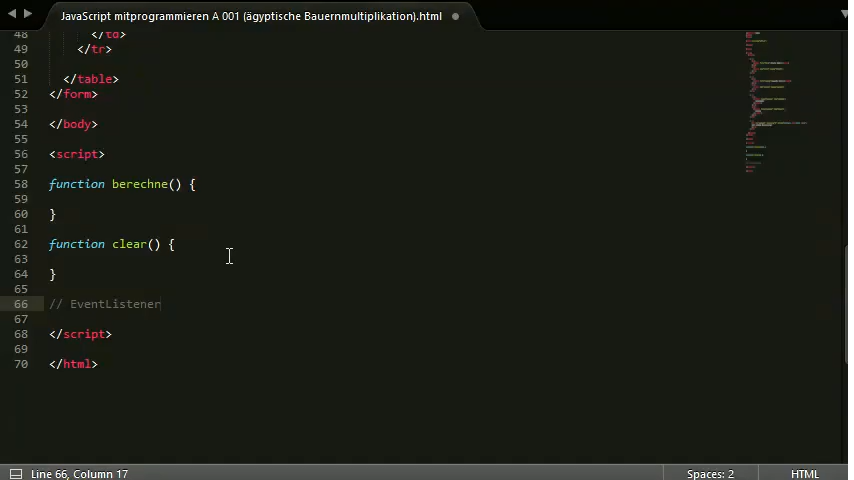 JavaScript mitprogrammieren A 001 (ägyptische Bauernmultiplikation).html
48 </td>
49 </tr>
50
51 </table>
52 </form>
53
54 </body>
55
56 <script>
57
58 function berechne() {
59
60 }
61
62 function clear() {
63
64 }
65
66 // EventListener
67
68 </script>
69
70 </html>
Line 66, Column 17 Spaces: 2 HTML